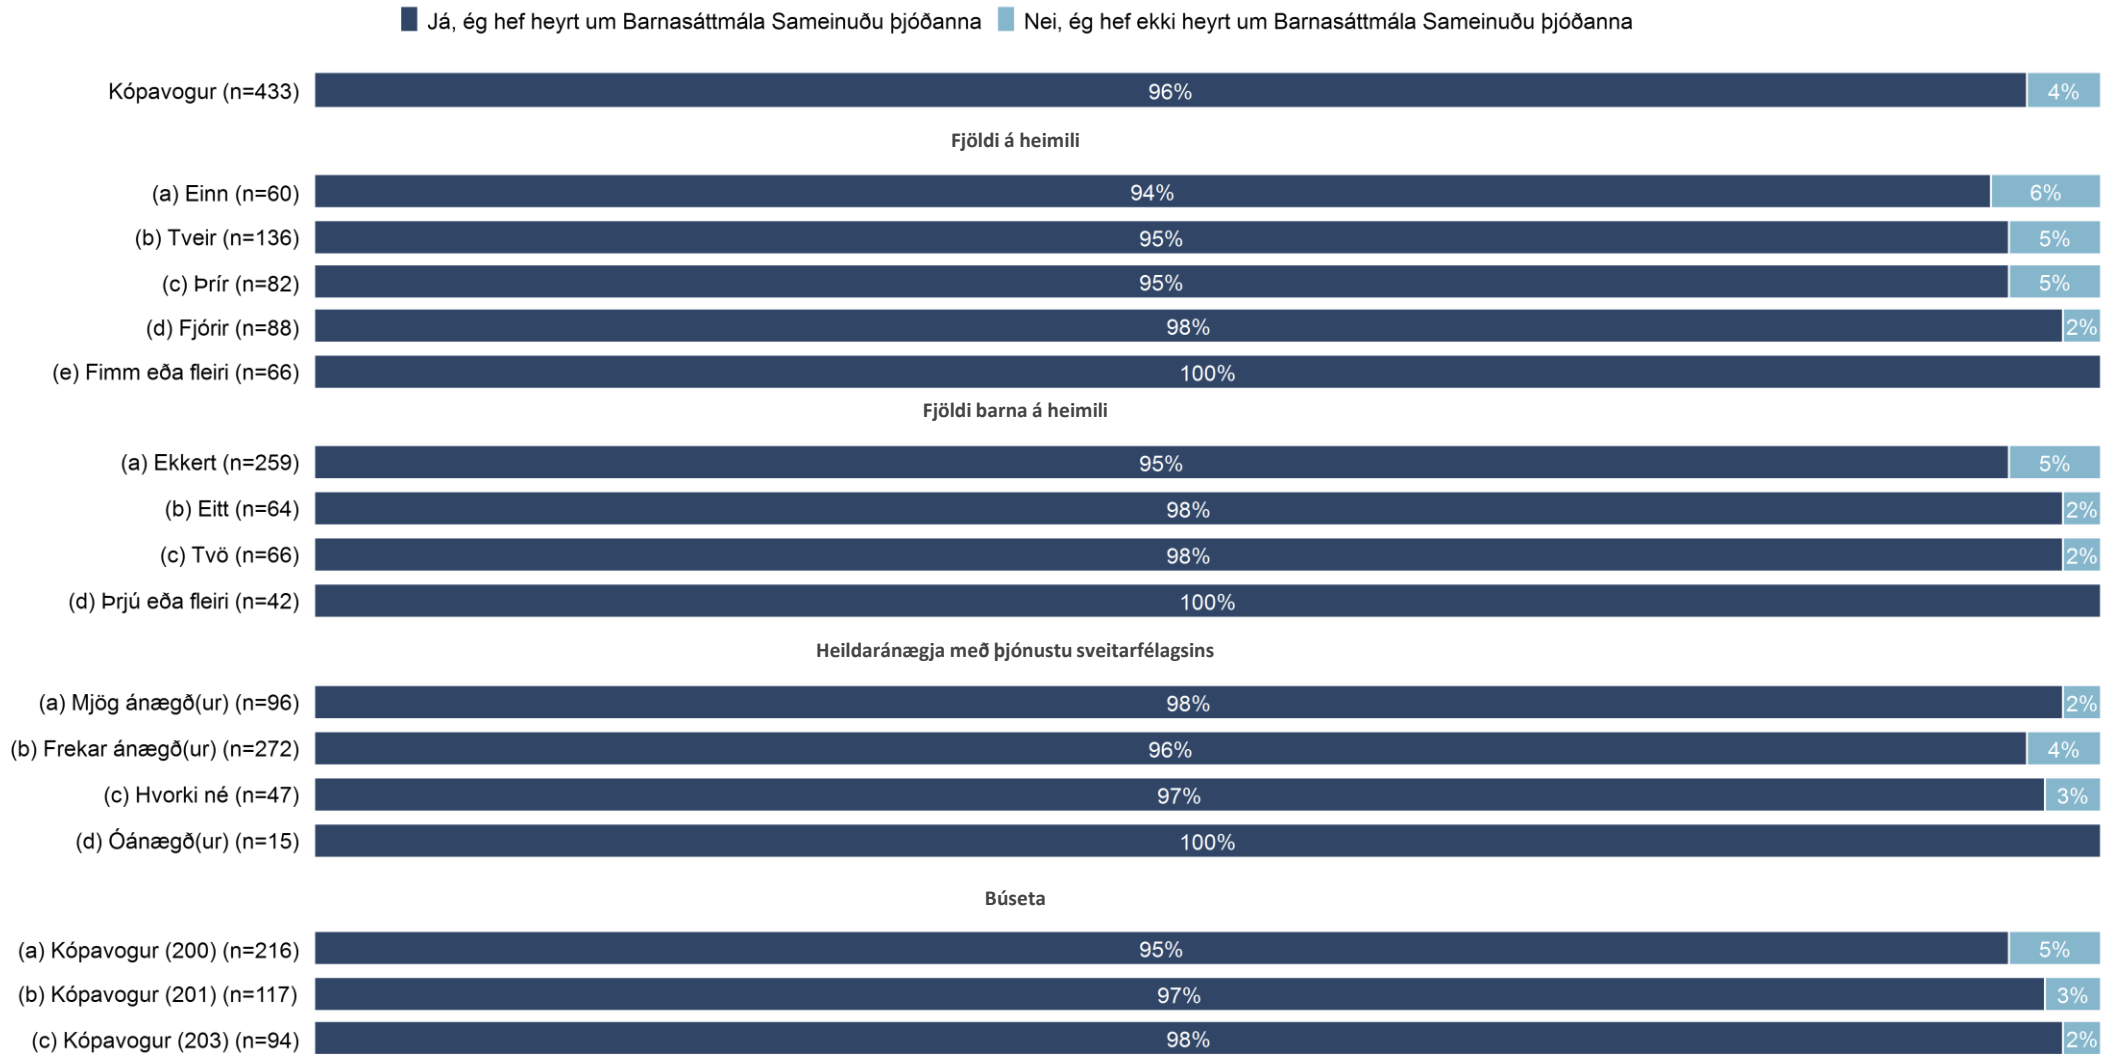 Já, ég hef heyrt um Barnasáttmála Sameinuðu þjóðanna Nei, ég hef ekki heyrt um Barnasáttmála Sameinuðu þjóðanna
Kópavogur (n=433) 96% 4%
Fjöldi á heimili
(a) Einn (n=60) 94% 6%
(b) Tveir (n=136) 95% 5%
(c) Þrír (n=82) 95% 5%
(d) Fjórir (n=88) 98% 2%
(e) Fimm eða fleiri (n=66) 100%
Fjöldi barna á heimili
(a) Ekkert (n=259) 95% 5%
(b) Eitt (n=64) 98% 2%
(c) Tvö (n=66) 98% 2%
(d) Þrjú eða fleiri (n=42) 100%
Heildaránægja með þjónustu sveitarfélagsins
(a) Mjög ánægð(ur) (n=96) 98% 2%
(b) Frekar ánægð(ur) (n=272) 96% 4%
(c) Hvorki né (n=47) 97% 3%
(d) Óánægð(ur) (n=15) 100%
Búseta
(a) Kópavogur (200) (n=216) 95% 5%
(b) Kópavogur (201) (n=117) 97% 3%
(c) Kópavogur (203) (n=94) 98% 2%